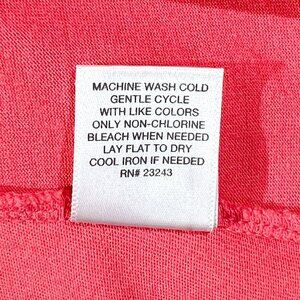 MACHINE WASH COLD
GENTLE CYCLE
WITH LIKE COLORS
ONLY NON-CHLORINE
BLEACH WHEN NEEDED
LAY FLAT TO DRY
COOL IRON IF NEEDED
RN# 23243